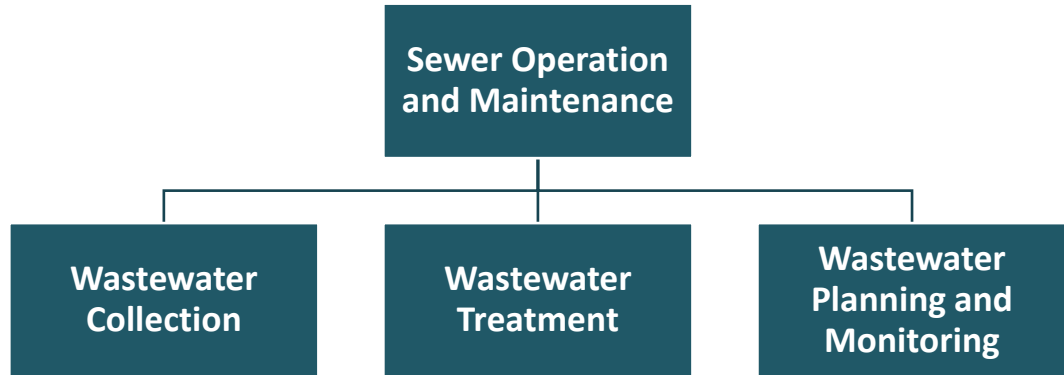 Sewer Operation
and Maintenance
Wastewater
Collection
Wastewater
Treatment
Wastewater
Planning and
Monitoring